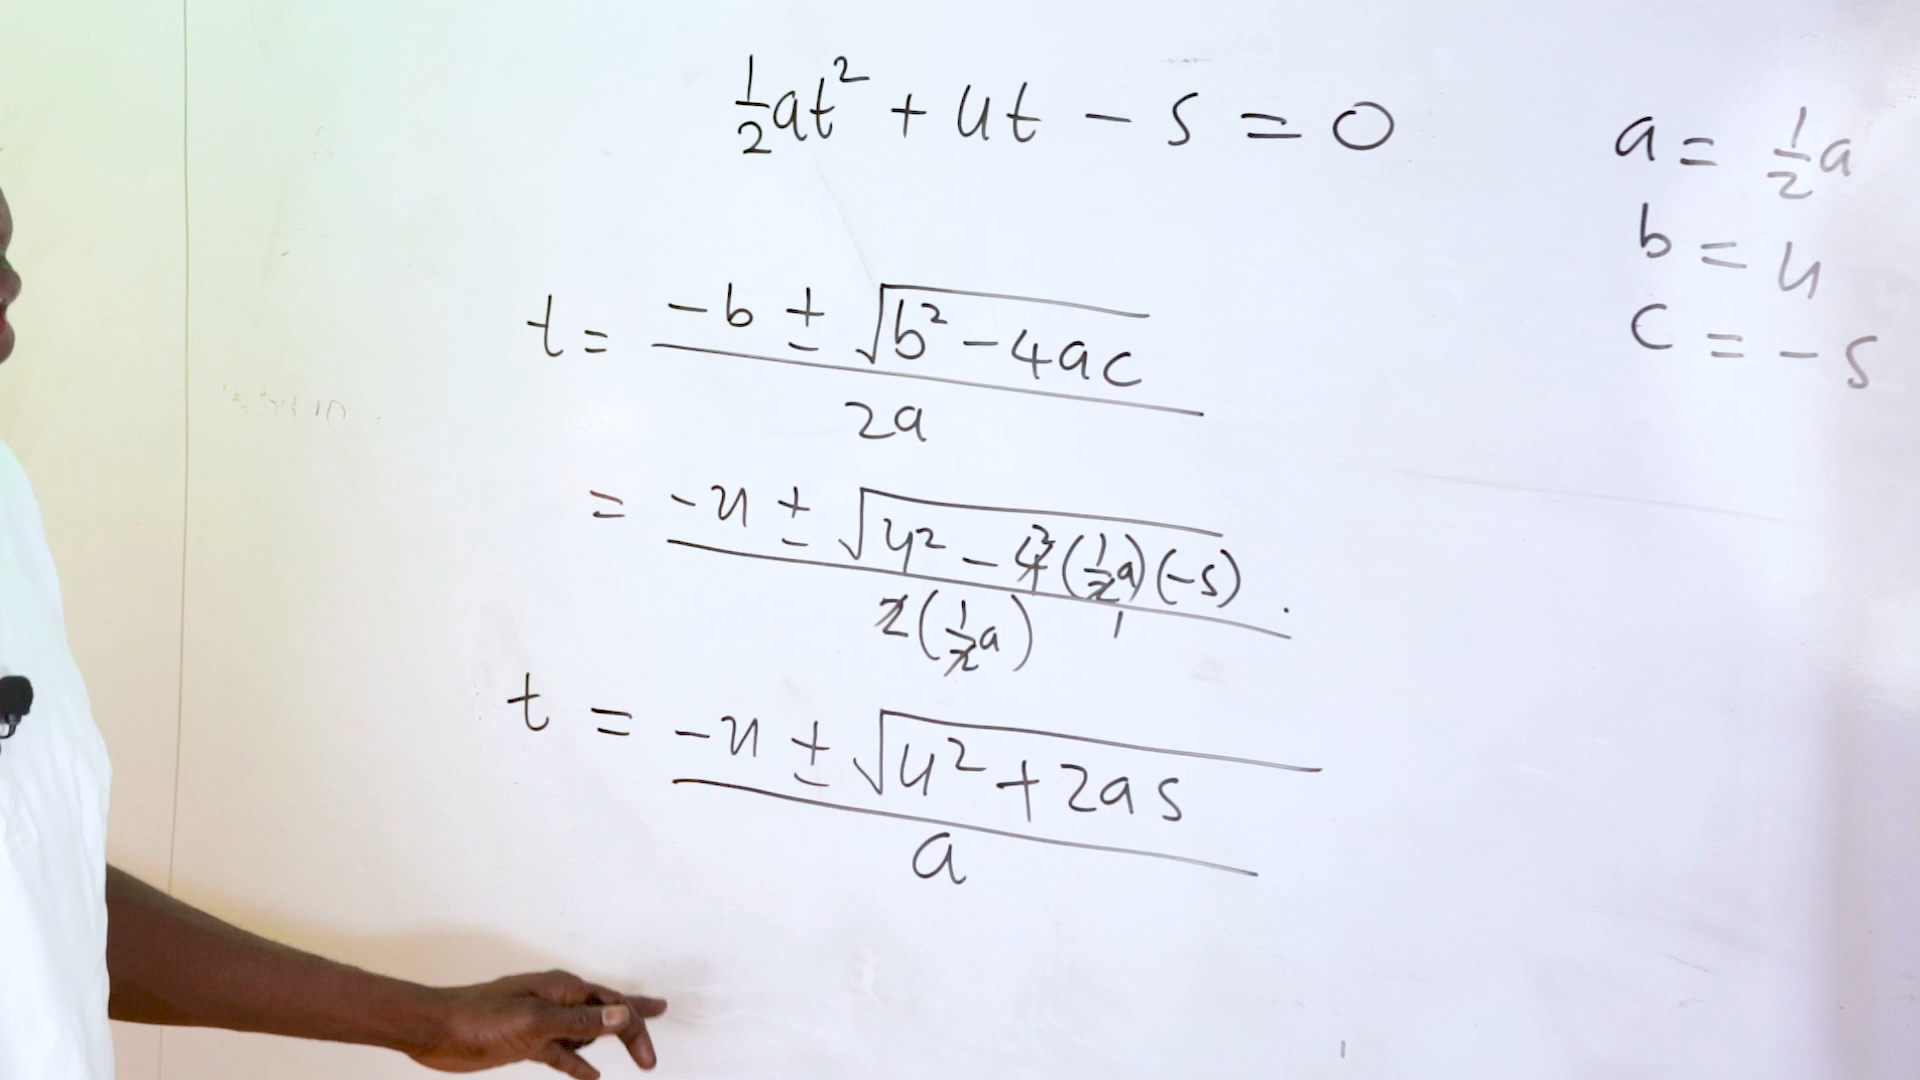 ½at² + ut - s = 0
a = ½a
b = u
c = -s
t = (-b ± √(b² - 4ac)) / 2a
= (-u ± √(u² - 4(½a)(-s))) / 2(½a)
t = (-u ± √(u² + 2as)) / a